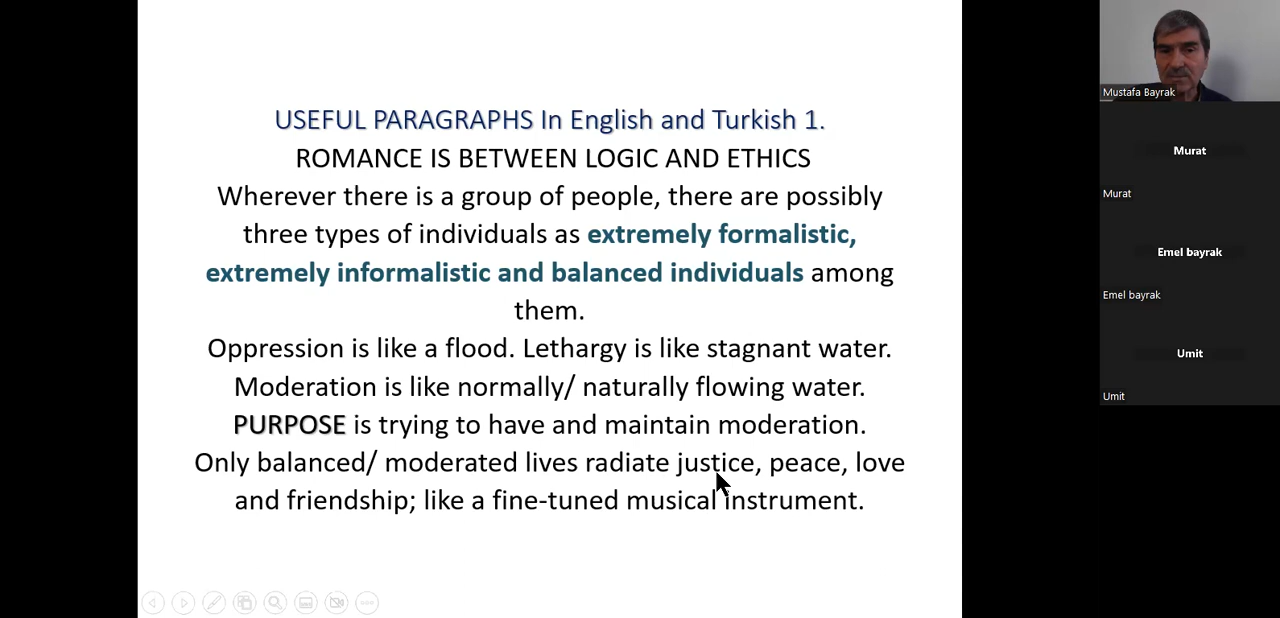 USEFUL PARAGRAPHS In English and Turkish 1.
ROMANCE IS BETWEEN LOGIC AND ETHICS
Wherever there is a group of people, there are possibly
three types of individuals as extremely formalistic,
extremely informalistic and balanced individuals among
them.
Oppression is like a flood. Lethargy is like stagnant water.
Moderation is like normally/ naturally flowing water.
PURPOSE is trying to have and maintain moderation.
Only balanced/ moderated lives radiate justice, peace, love
and friendship; like a fine-tuned musical instrument.
Mustafa Bayrak
Murat
Murat
Emel bayrak
Emel bayrak
Umit
Umit